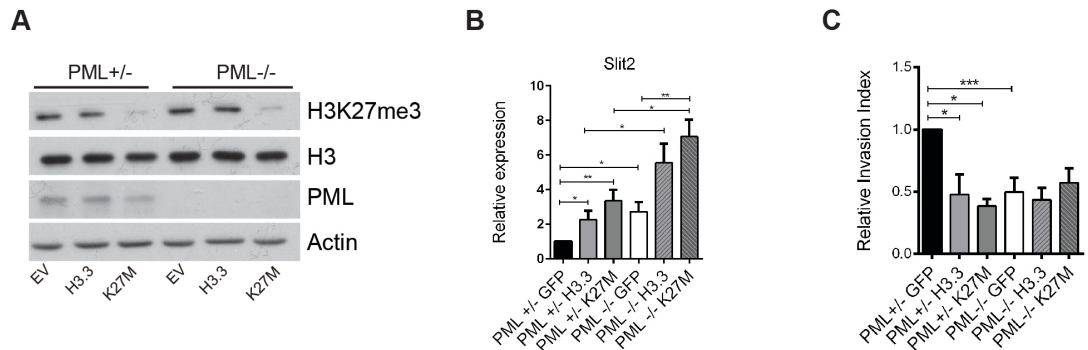 A
PML+/-
PML-/-
H3K27me3
H3
PML
Actin
EV
H3.3
K27M
EV
H3.3
K27M
B
Slit2
Relative expression
10
8
6
4
2
0
**
*
*
*
**
*
PML +/- GFP
PML +/- H3.3
PML +/- K27M
PML -/- GFP
PML -/- H3.3
PML -/- K27M
C
Relative Invasion Index
1.5
1.0
0.5
0.0
***
*
*
PML +/- GFP
PML +/- H3.3
PML +/- K27M
PML -/- GFP
PML -/- H3.3
PML -/- K27M